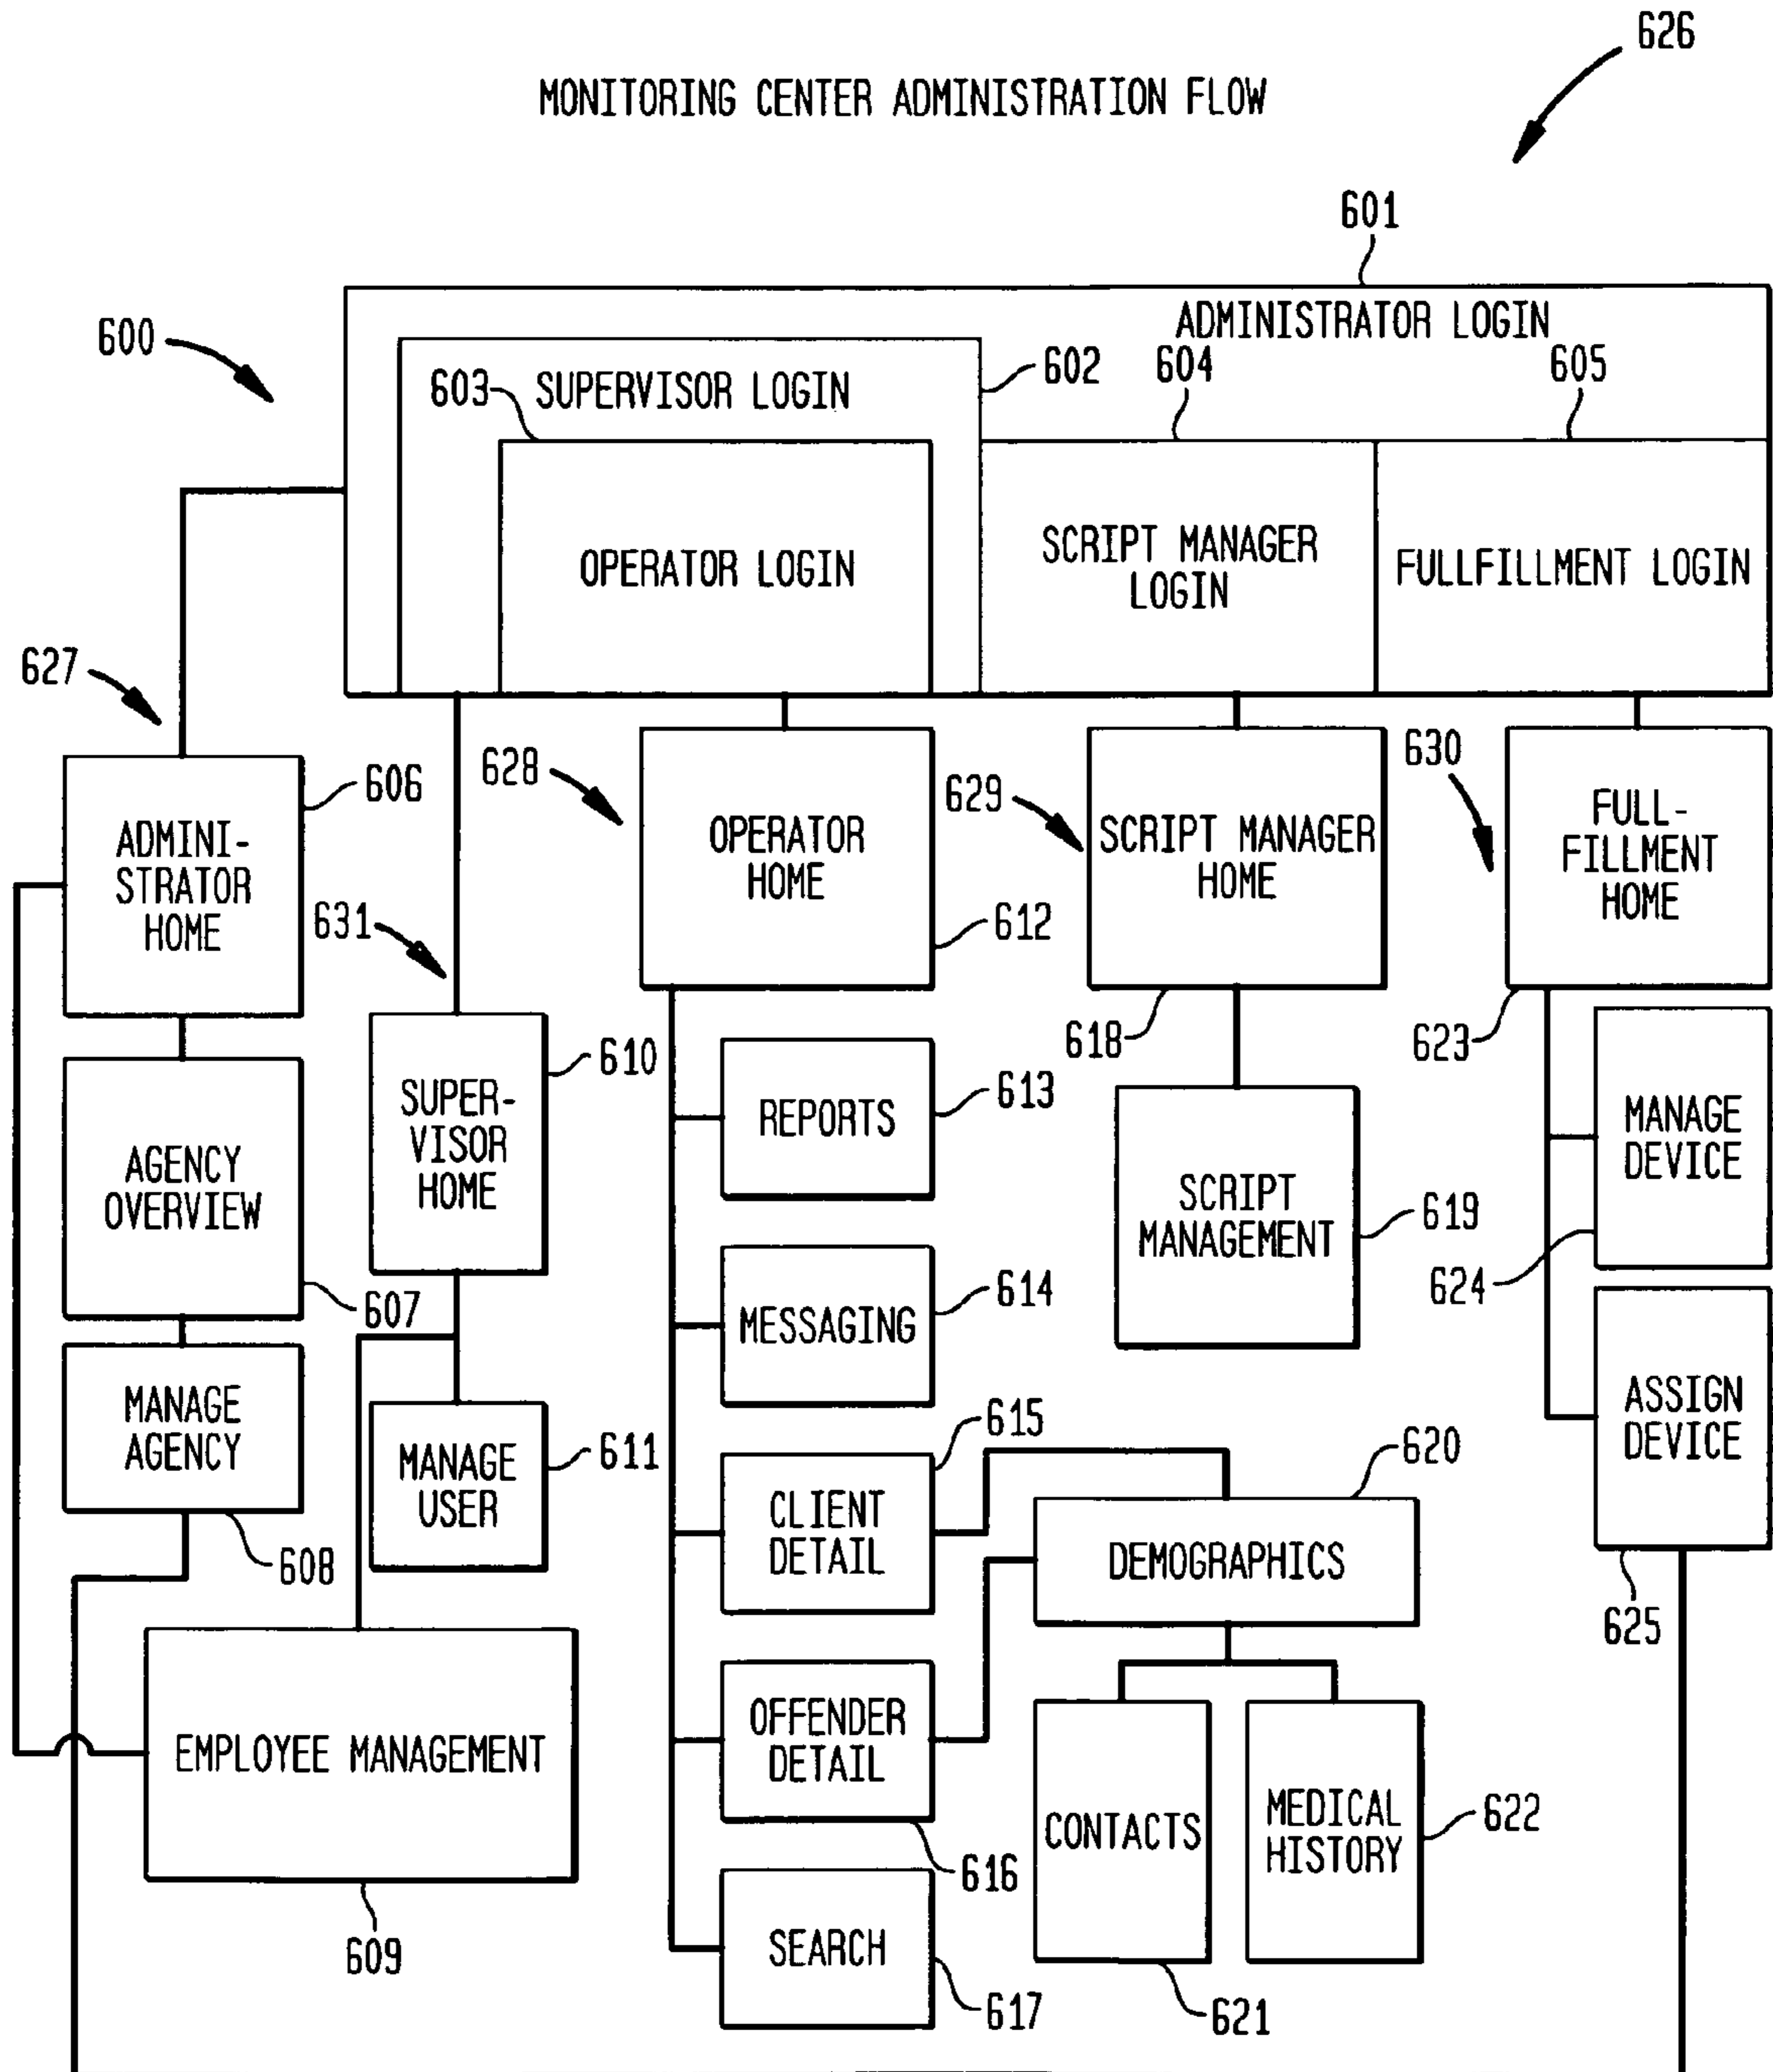 626
MONITORING CENTER ADMINISTRATION FLOW
601
600
ADMINISTRATOR LOGIN
602
604
605
603
SUPERVISOR LOGIN
OPERATOR LOGIN
SCRIPT MANAGER
LOGIN
FULLFILLMENT LOGIN
627
606
628
629
630
ADMINI-
STRATOR
HOME
631
OPERATOR
HOME
612
SCRIPT MANAGER
HOME
FULL-
FILLMENT
HOME
610
618
623
SUPER-
VISOR
HOME
AGENCY
OVERVIEW
607
REPORTS
613
SCRIPT
MANAGEMENT
619
MANAGE
DEVICE
624
MESSAGING
614
MANAGE
AGENCY
608
MANAGE
USER
611
CLIENT
DETAIL
615
620
DEMOGRAPHICS
ASSIGN
DEVICE
625
EMPLOYEE MANAGEMENT
609
OFFENDER
DETAIL
616
CONTACTS
621
MEDICAL
HISTORY
622
SEARCH
617